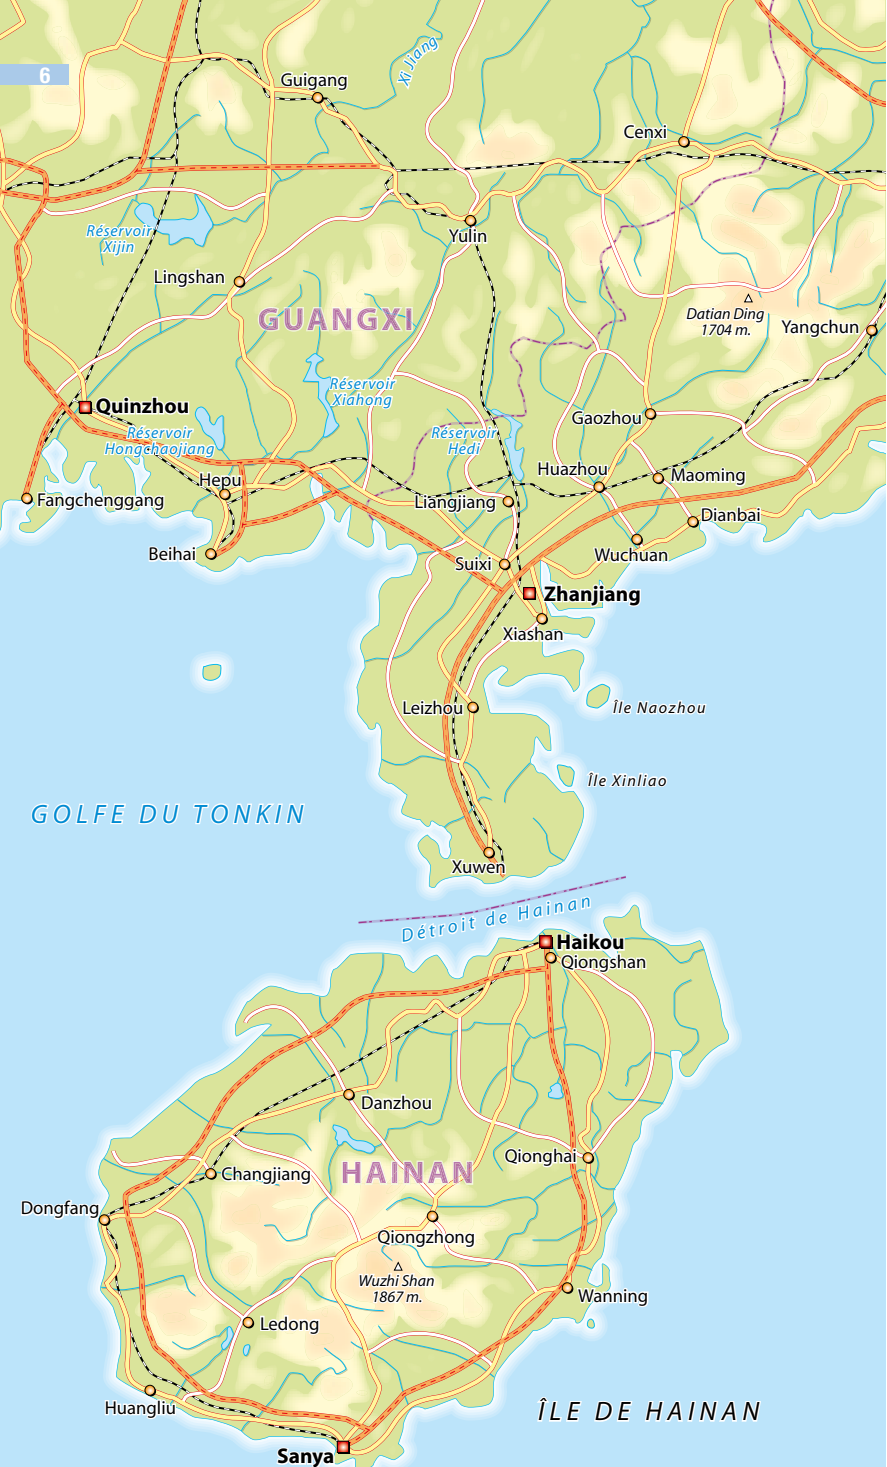 Xi Jiang
6
Guigang
Cenxi
Réservoir
Xijin
Yulin
Lingshan
GUANGXI
Datian Ding
1704 m.
Yangchun
Réservoir
Xiahong
Quinzhou
Gaozhou
Réservoir
Hongchaojiang
Réservoir
Hedi
Huazhou
Maoming
Hepu
Fangchenggang
Liangjiang
Dianbai
Beihai
Wuchuan
Suixi
Zhanjiang
Xiashan
Leizhou
Île Naozhou
Île Xinliao
GOLFE DU TONKIN
Xuwen
Détroit de Hainan
Haikou
Qiongshan
Danzhou
Qionghai
HAINAN
Changjiang
Dongfang
Qiongzhong
Wuzhi Shan
1867 m.
Wanning
Ledong
Huangliu
ÎLE DE HAINAN
Sanya